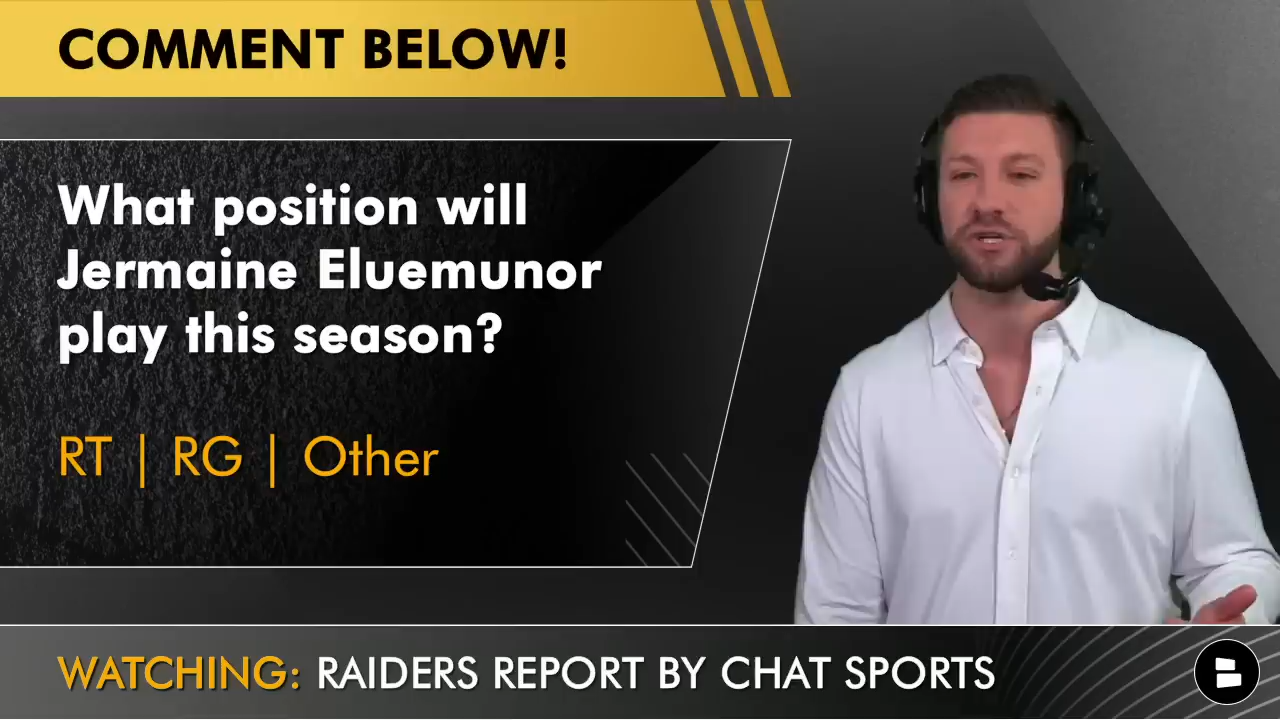 COMMENT BELOW!
What position will
Jermaine Eluemunor
play this season?
RT | RG | Other
WATCHING: RAIDERS REPORT BY CHAT SPORTS